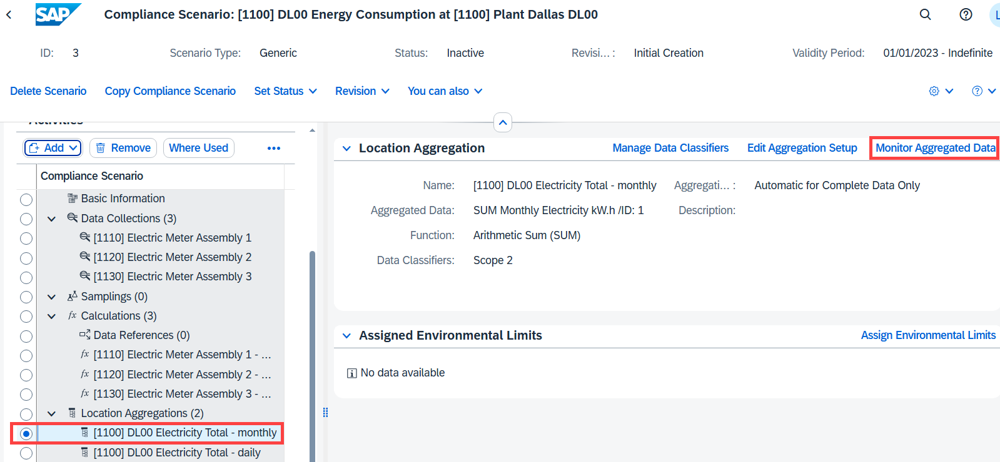 SAP Compliance Scenario: [1100] DL00 Energy Consumption at [1100] Plant Dallas DL00
ID: 3 Scenario Type: Generic Status: Inactive Revisi... : Initial Creation Validity Period: 01/01/2023 - Indefinite
Delete Scenario Copy Compliance Scenario Set Status Revision You can also
Activities
Add Remove Where Used
Compliance Scenario
Basic Information
Data Collections (3)
[1110] Electric Meter Assembly 1
[1120] Electric Meter Assembly 2
[1130] Electric Meter Assembly 3
Samplings (0)
Calculations (3)
Data References (0)
[1110] Electric Meter Assembly 1 - ...
[1120] Electric Meter Assembly 2 - ...
[1130] Electric Meter Assembly 3 - ...
Location Aggregations (2)
[1100] DL00 Electricity Total - monthly
[1100] DL00 Electricity Total - daily
Location Aggregation Manage Data Classifiers Edit Aggregation Setup Monitor Aggregated Data
Name: [1100] DL00 Electricity Total - monthly Aggregati... : Automatic for Complete Data Only
Aggregated Data: SUM Monthly Electricity kW.h /ID: 1 Description:
Function: Arithmetic Sum (SUM)
Data Classifiers: Scope 2
Assigned Environmental Limits Assign Environmental Limits
No data available